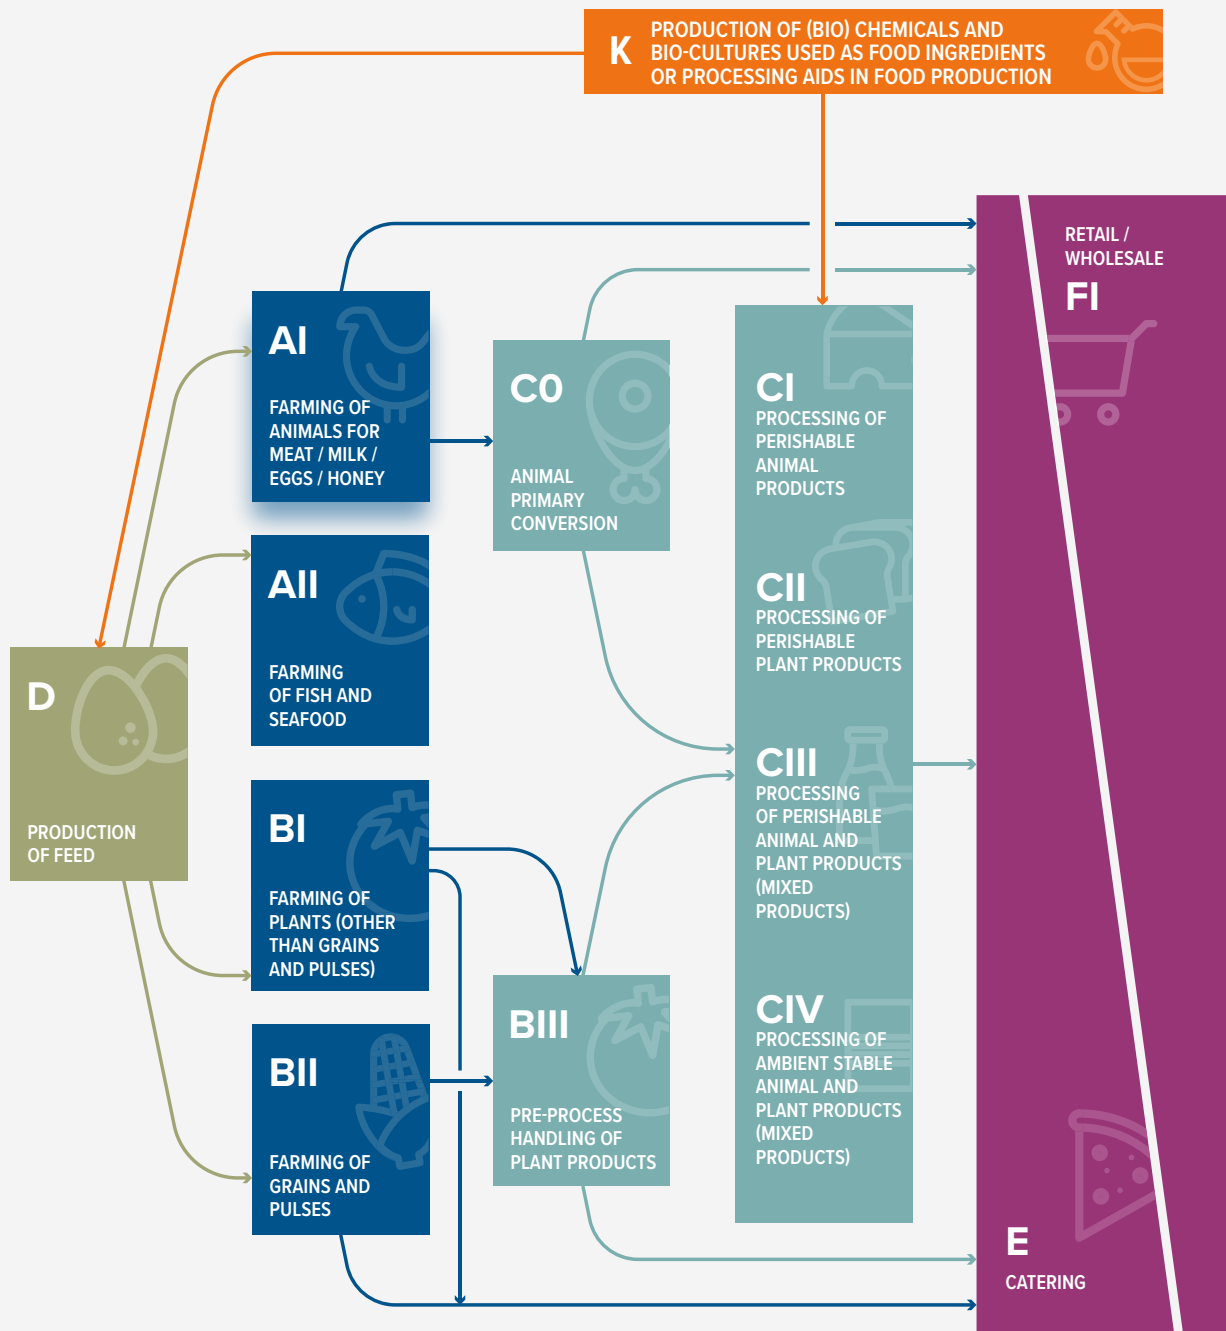 K
PRODUCTION OF (BIO) CHEMICALS AND
BIO-CULTURES USED AS FOOD INGREDIENTS
OR PROCESSING AIDS IN FOOD PRODUCTION
RETAIL /
WHOLESALE
FI
AI
FARMING OF
ANIMALS FOR
MEAT / MILK /
EGGS / HONEY
C0
ANIMAL
PRIMARY
CONVERSION
CI
PROCESSING OF
PERISHABLE
ANIMAL
PRODUCTS
AII
FARMING
OF FISH AND
SEAFOOD
CII
PROCESSING OF
PERISHABLE
PLANT PRODUCTS
D
PRODUCTION
OF FEED
BI
FARMING OF
PLANTS (OTHER
THAN GRAINS
AND PULSES)
CIII
PROCESSING
OF PERISHABLE
ANIMAL AND
PLANT PRODUCTS
(MIXED
PRODUCTS)
BII
FARMING OF
GRAINS AND
PULSES
BIII
PRE-PROCESS
HANDLING OF
PLANT PRODUCTS
CIV
PROCESSING OF
AMBIENT STABLE
ANIMAL AND
PLANT PRODUCTS
(MIXED
PRODUCTS)
E
CATERING